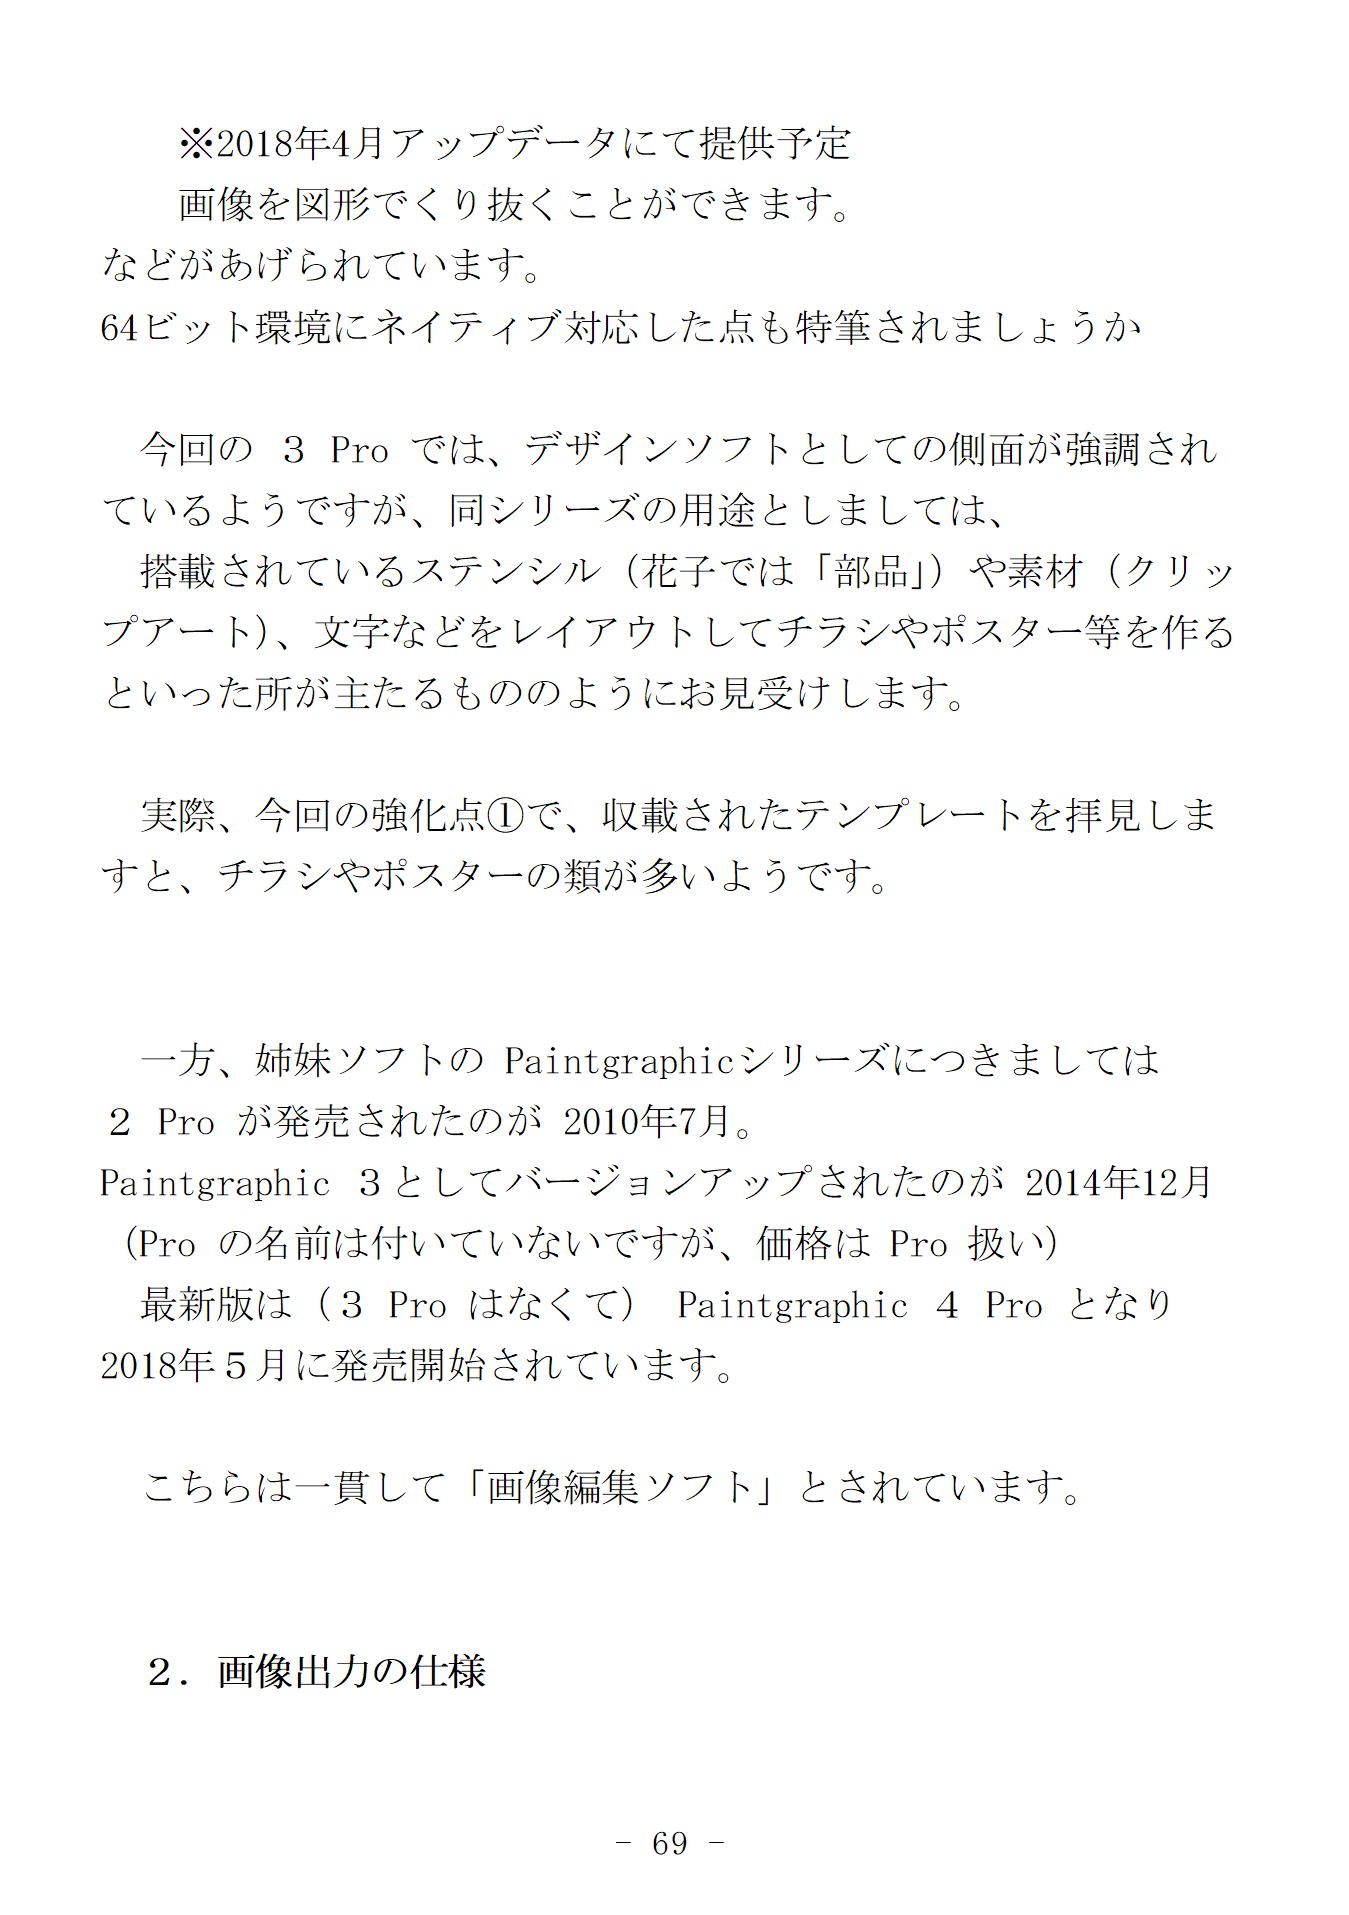 ※2018年4月アップデータにて提供予定
画像を図形でくり抜くことができます。
などがあげられています。
64ビット環境にネイティブ対応した点も特筆されましょうか
今回の ３ Pro では、デザインソフトとしての側面が強調され
ているようですが、同シリーズの用途としましては、
搭載されているステンシル（花子では「部品」）や素材（クリッ
プアート）、文字などをレイアウトしてチラシやポスター等を作る
といった所が主たるもののようにお見受けします。
実際、今回の強化点①で、収載されたテンプレートを拝見しま
すと、チラシやポスターの類が多いようです。
一方、姉妹ソフトの Paintgraphicシリーズにつきましては
２ Pro が発売されたのが 2010年7月。
Paintgraphic ３としてバージョンアップされたのが 2014年12月
（Pro の名前は付いていないですが、価格は Pro 扱い）
最新版は（３ Pro はなくて） Paintgraphic ４ Pro となり
2018年５月に発売開始されています。
こちらは一貫して「画像編集ソフト」とされています。
２．画像出力の仕様
- 69 -